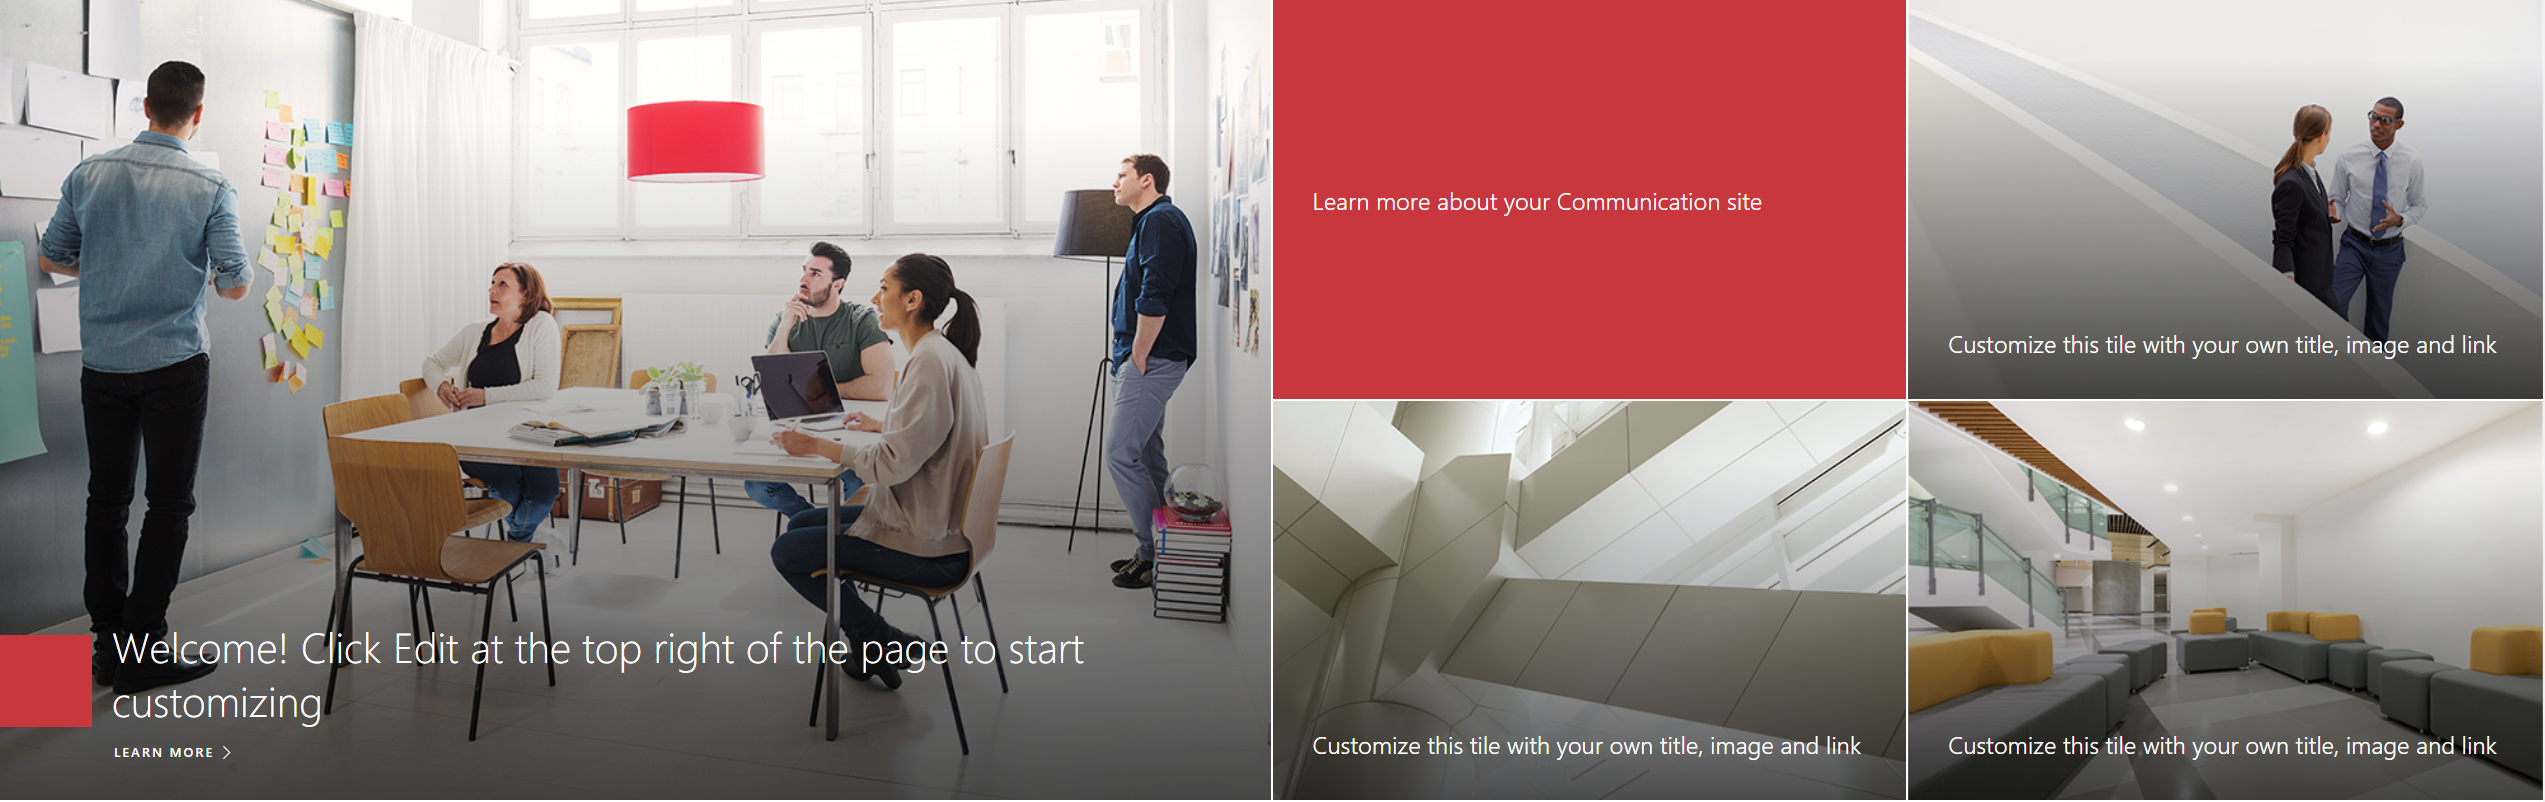 Welcome! Click Edit at the top right of the page to start
customizing
LEARN MORE
Learn more about your Communication site
Customize this tile with your own title, image and link
Customize this tile with your own title, image and link
Customize this tile with your own title, image and link